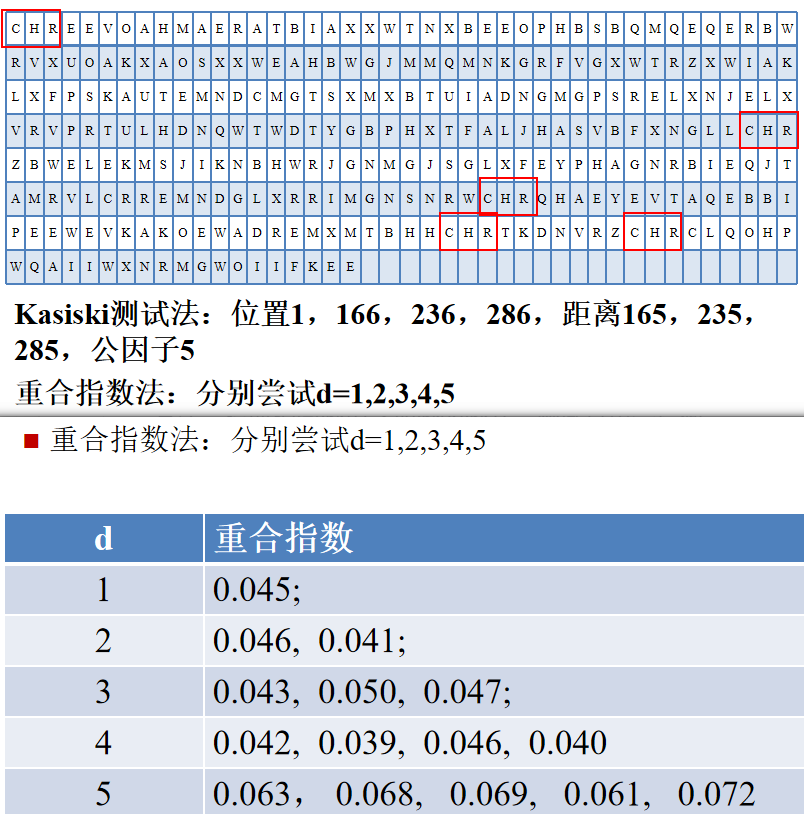 C H R E E V O A H M A E R A T B I A X X W T N X B E E O P H B S B Q M Q E Q E R B W
R V X U O A K X A O S X X W E A H B W G J M M Q M N K G R F V G X W T R Z X W I A K
L X F P S K A U T E M N D C M G T S X M X B T U I A D N G M G P S R E L X N J E L X
V R V P R T U L H D N Q W T W D T Y G B P H X T F A L J H A S V B F X N G L L C H R
Z B W E L E K M S J I K N B H W R J G N M G J S G L X F E Y P H A G N R B I E Q J T
A M R V L C R R E M N D G L X R R I M G N S N R W C H R Q H A E Y E V T A Q E B B I
P E E W E V K A K O E W A D R E M X M T B H H C H R T K D N V R Z C H R C L Q O H P
W Q A I I W X N R M G W O I I F K E E
Kasiski测试法：位置1，166，236，286，距离165，235，
285，公因子5
重合指数法：分别尝试d=1,2,3,4,5
■ 重合指数法：分别尝试d=1,2,3,4,5
d 重合指数
1 0.045;
2 0.046, 0.041;
3 0.043, 0.050, 0.047;
4 0.042, 0.039, 0.046, 0.040
5 0.063， 0.068, 0.069, 0.061, 0.072